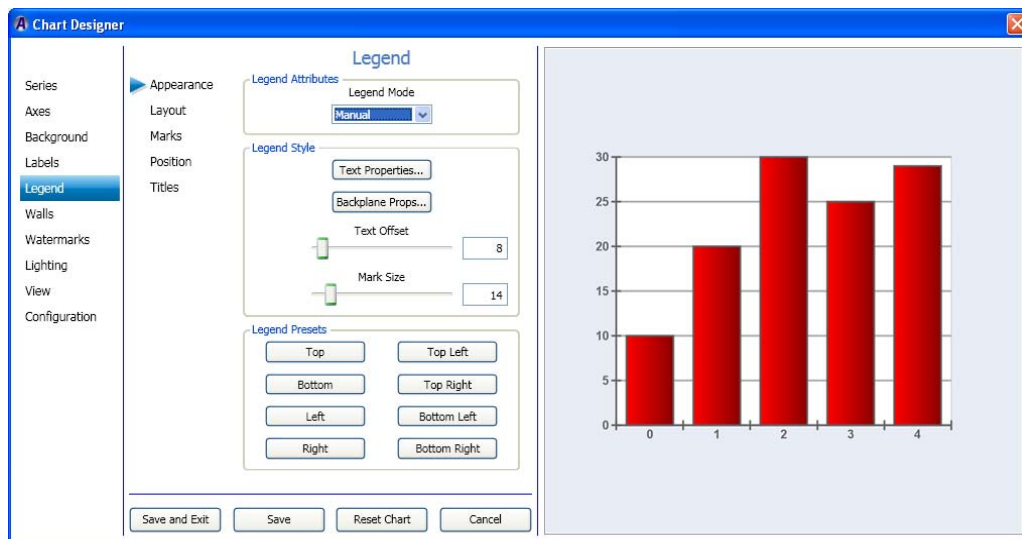 Chart Designer
Series
Axes
Background
Labels
Legend
Walls
Watermarks
Lighting
View
Configuration
Appearance
Layout
Marks
Position
Titles
Legend
Legend Attributes
Legend Mode
Manual
Legend Style
Text Properties...
Backplane Props...
Text Offset
8
Mark Size
14
Legend Presets
Top Top Left
Bottom Top Right
Left Bottom Left
Right Bottom Right
Save and Exit Save Reset Chart Cancel
30
25
20
15
10
5
0
0 1 2 3 4